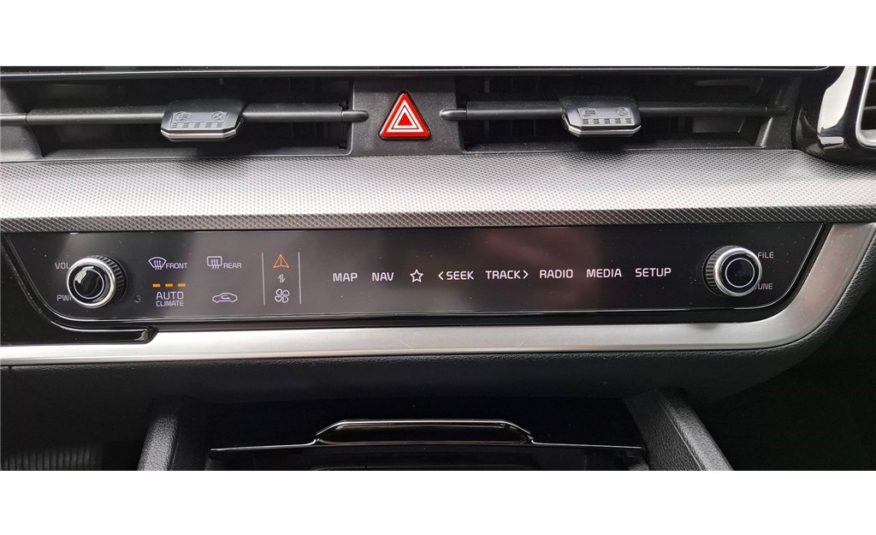 VOL
PWR
FRONT
REAR
AUTO
CLIMATE
MAP NAV <SEEK TRACK> RADIO MEDIA SETUP
FILE
TUNE